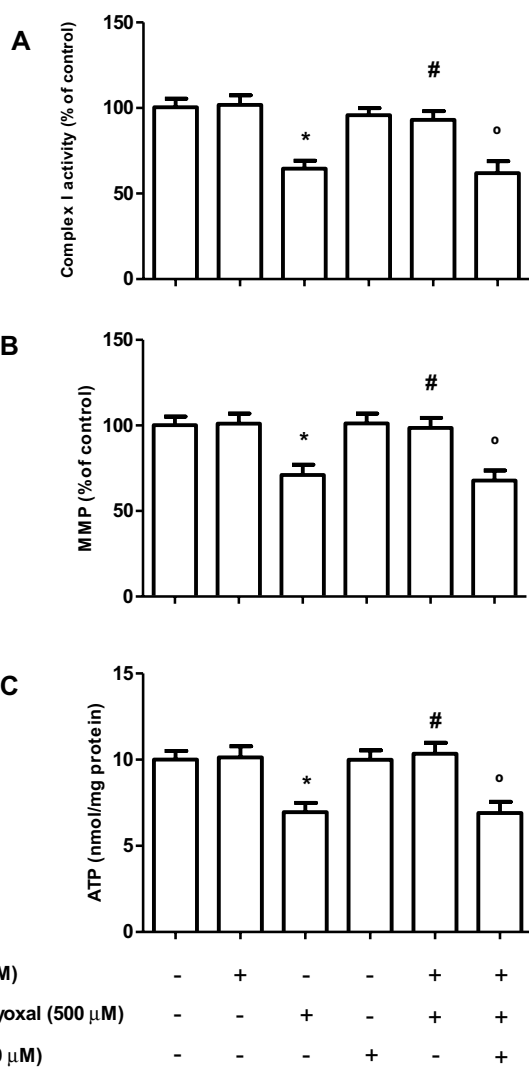 A
Complex I activity (% of control)
150
100
50
0
* # o
B
MMP (%of control)
150
100
50
0
* # o
C
ATP (nmol/mg protein)
15
10
5
0
* # o
M) - + - - + +
yoxal (500 μM) - - + - + +
μM) - - - + - +